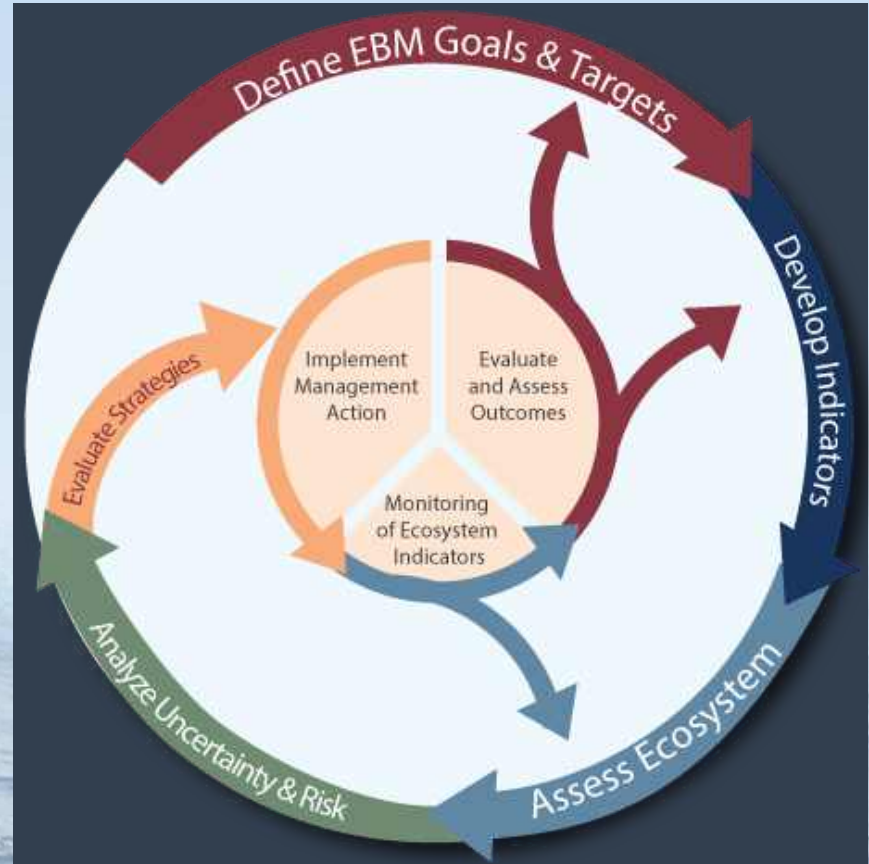 Define EBM Goals & Targets
Develop Indicators
Assess Ecosystem
Analyze Uncertainty & Risk
Evaluate Strategies
Implement
Management
Action
Evaluate
and Assess
Outcomes
Monitoring
of Ecosystem
Indicators